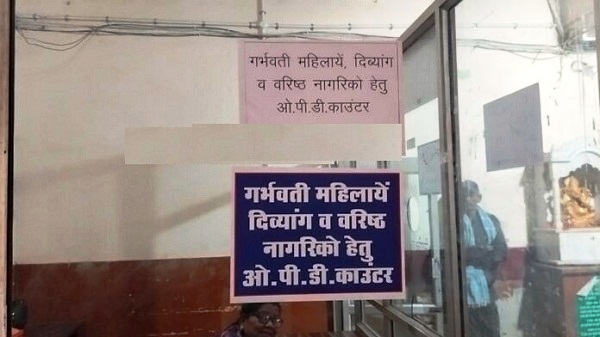 गर्भवती महिलायें, दिब्यांग
व वरिष्ठ नागरिको हेतु
ओ.पी.डी.काउंटर
गर्भवती महिलायें
दिव्यांग व वरिष्ठ
नागरिको हेतु
ओ.पी.डी.काउंटर